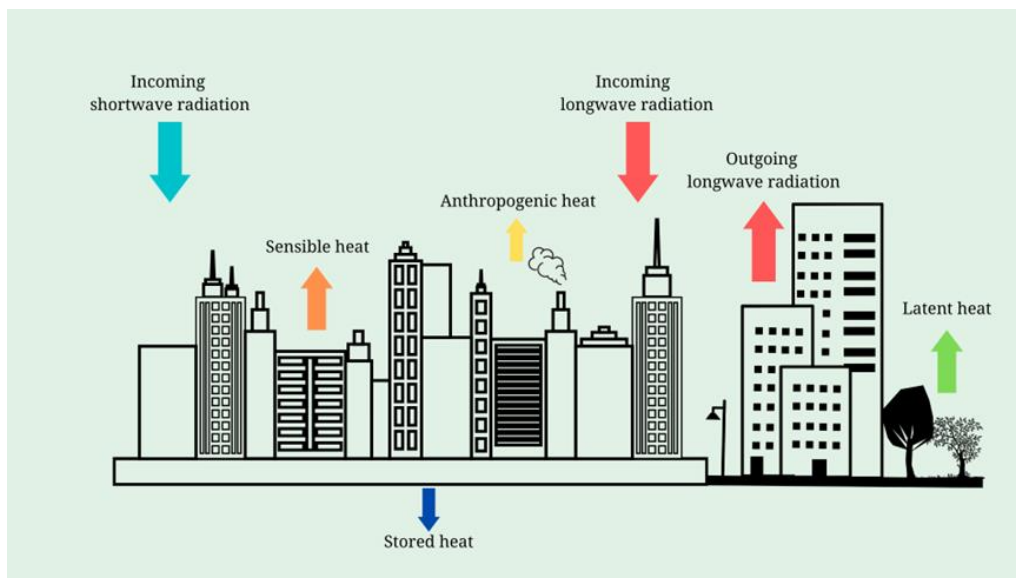 Incoming
shortwave radiation
Incoming
longwave radiation
Outgoing
longwave radiation
Anthropogenic heat
Sensible heat
Latent heat
Stored heat